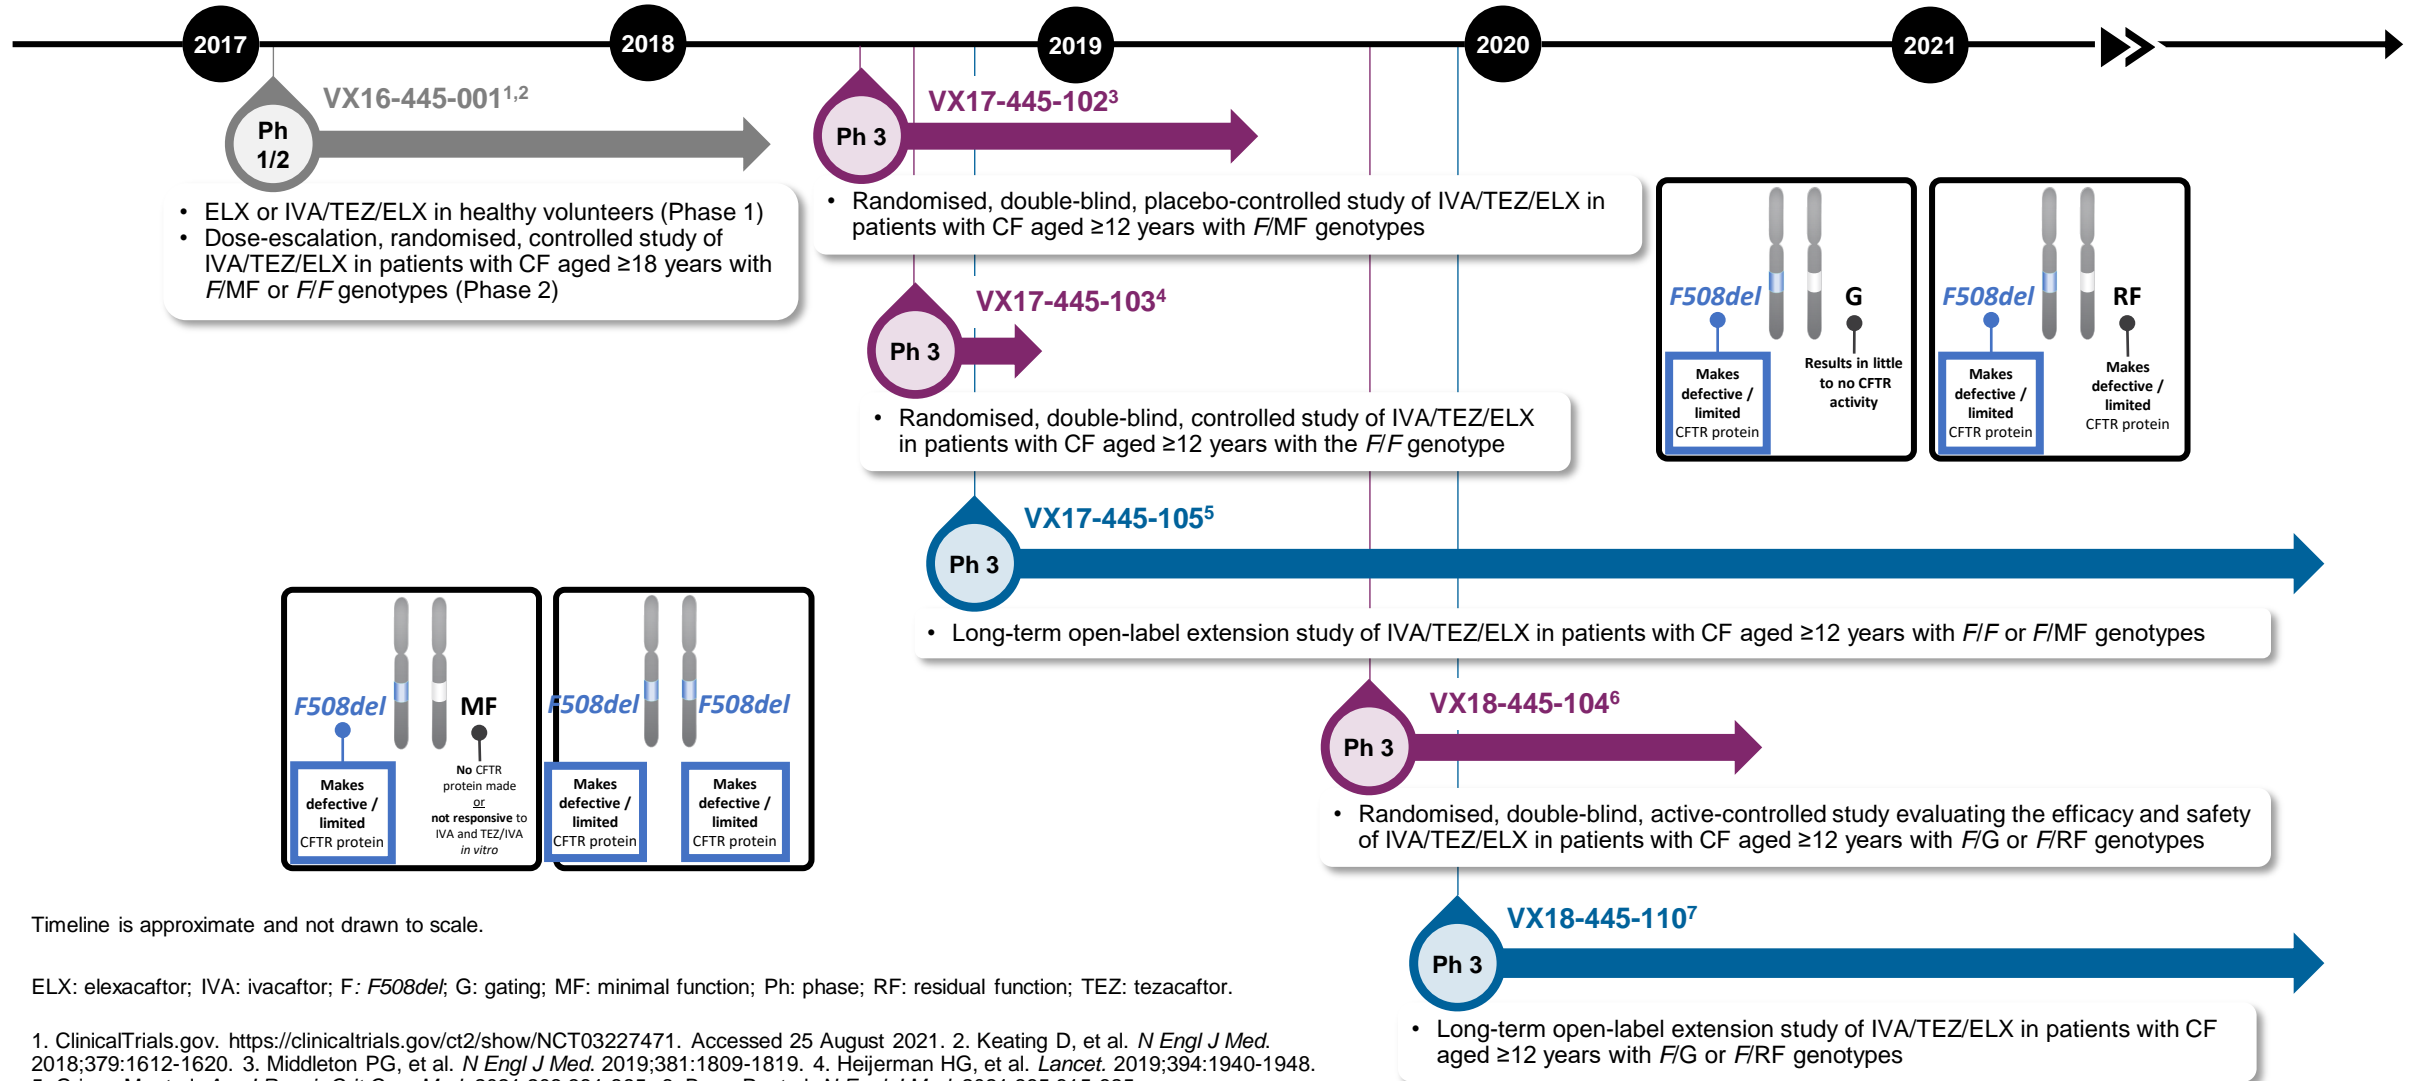 2017
2018
2019
2020
2021
VX16-445-001¹,²
Ph
1/2
• ELX or IVA/TEZ/ELX in healthy volunteers (Phase 1)
• Dose-escalation, randomised, controlled study of
IVA/TEZ/ELX in patients with CF aged ≥18 years with
F/MF or F/F genotypes (Phase 2)
VX17-445-102³
Ph 3
• Randomised, double-blind, placebo-controlled study of IVA/TEZ/ELX in
patients with CF aged ≥12 years with F/MF genotypes
VX17-445-103⁴
Ph 3
• Randomised, double-blind, controlled study of IVA/TEZ/ELX
in patients with CF aged ≥12 years with the F/F genotype
F508del
G
Makes
defective /
limited
CFTR protein
Results in little
to no CFTR
activity
F508del
RF
Makes
defective /
limited
CFTR protein
Makes
defective /
limited
CFTR protein
VX17-445-105⁵
Ph 3
• Long-term open-label extension study of IVA/TEZ/ELX in patients with CF aged ≥12 years with F/F or F/MF genotypes
F508del
MF
Makes
defective /
limited
CFTR protein
No CFTR
protein made
or
not responsive to
IVA and TEZ/IVA
in vitro
F508del
F508del
Makes
defective /
limited
CFTR protein
Makes
defective /
limited
CFTR protein
VX18-445-104⁶
Ph 3
• Randomised, double-blind, active-controlled study evaluating the efficacy and safety
of IVA/TEZ/ELX in patients with CF aged ≥12 years with F/G or F/RF genotypes
VX18-445-110⁷
Ph 3
• Long-term open-label extension study of IVA/TEZ/ELX in patients with CF
aged ≥12 years with F/G or F/RF genotypes
Timeline is approximate and not drawn to scale.
ELX: elexacaftor; IVA: ivacaftor; F: F508del; G: gating; MF: minimal function; Ph: phase; RF: residual function; TEZ: tezacaftor.
1. ClinicalTrials.gov. https://clinicaltrials.gov/ct2/show/NCT03227471. Accessed 25 August 2021. 2. Keating D, et al. N Engl J Med.
2018;379:1612-1620. 3. Middleton PG, et al. N Engl J Med. 2019;381:1809-1819. 4. Heijerman HG, et al. Lancet. 2019;394:1940-1948.